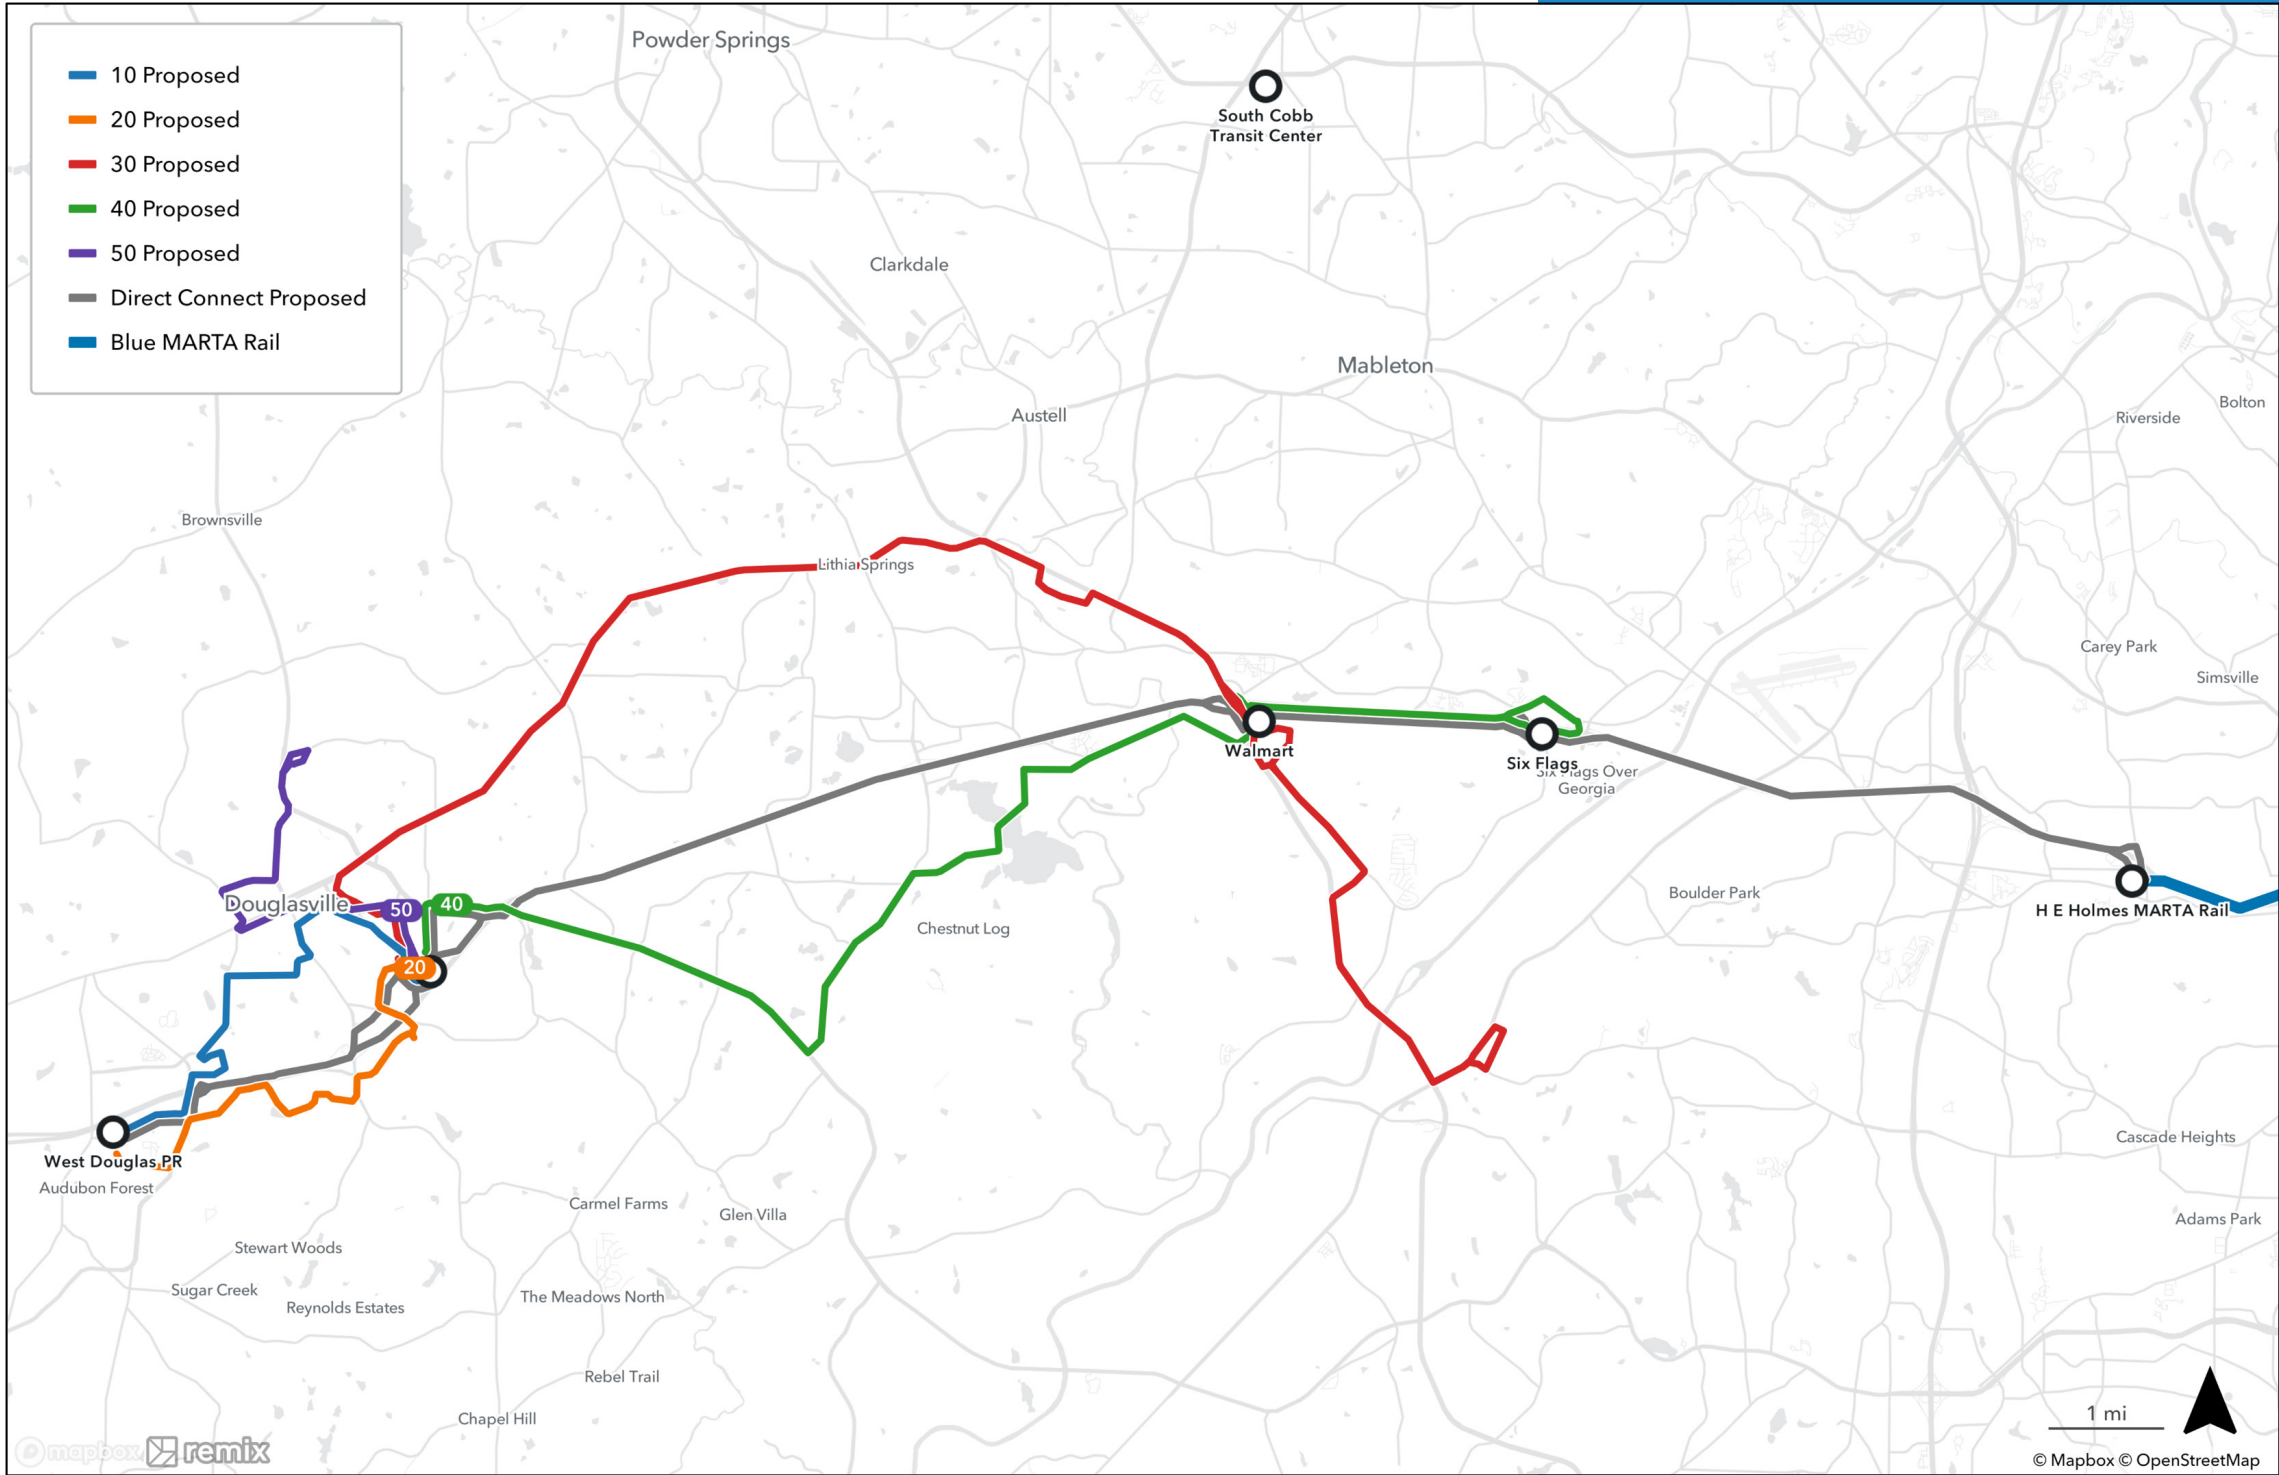 10 Proposed
20 Proposed
30 Proposed
40 Proposed
50 Proposed
Direct Connect Proposed
Blue MARTA Rail
Powder Springs
South Cobb
Transit Center
Clarkdale
Mableton
Austell
Bolton
Riverside
Brownsville
Lithia Springs
Carey Park
Simsville
Walmart
Six Flags
Six Flags Over
Georgia
Douglasville
50
40
20
Boulder Park
H E Holmes MARTA Rail
Chestnut Log
West Douglas PR
Audubon Forest
Cascade Heights
Carmel Farms
Glen Villa
Adams Park
Stewart Woods
Sugar Creek
Reynolds Estates
The Meadows North
Rebel Trail
Chapel Hill
1 mi
mapbox remix
© Mapbox © OpenStreetMap